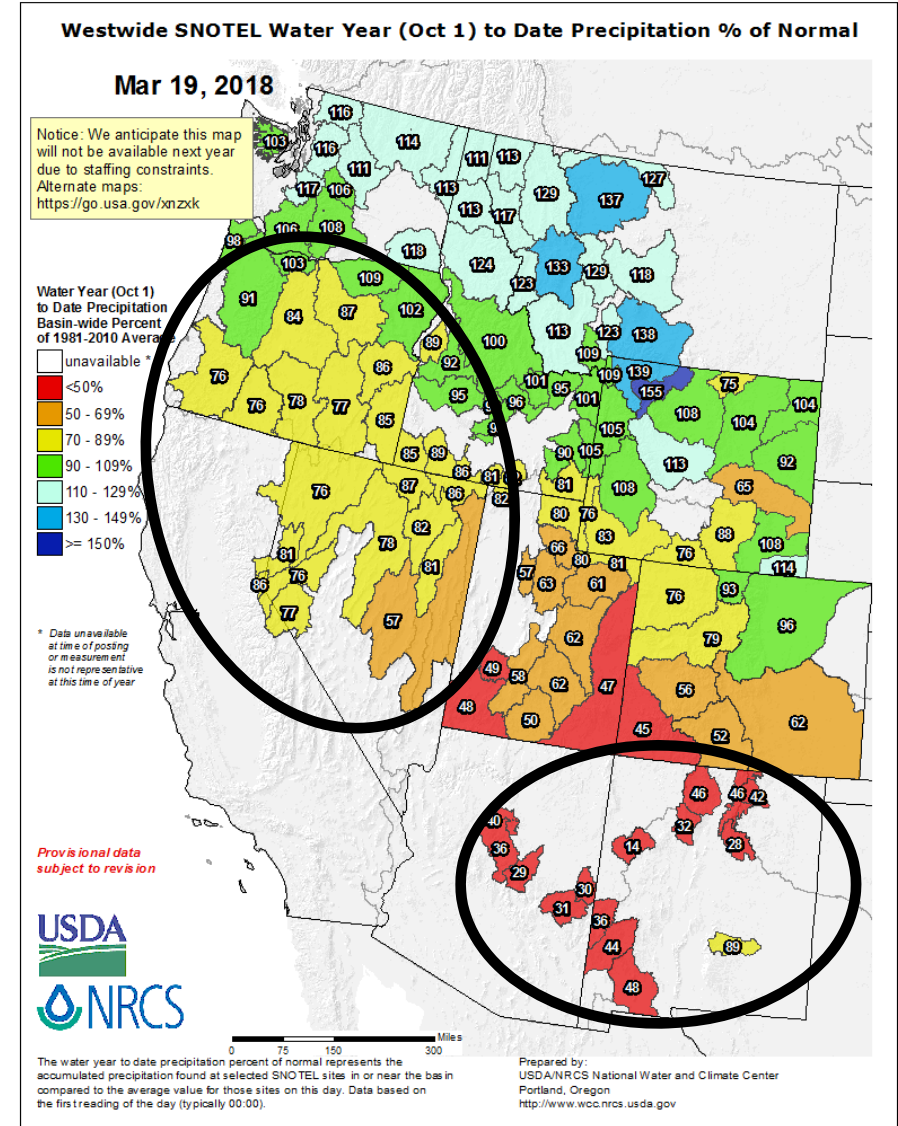 Westwide SNOTEL Water Year (Oct 1) to Date Precipitation % of Normal
Mar 19, 2018
Notice: We anticipate this map
will not be available next year
due to staffing constraints.
Alternate maps:
https://go.usa.gov/xnzxk
Water Year (Oct 1)
to Date Precipitation
Basin-wide Percent
of 1981-2010 Average
unavailable *
<50%
50 - 69%
70 - 89%
90 - 109%
110 - 129%
130 - 149%
>= 150%
* Data unavailable
at time of posting
or measurement
is not representative
at this time of year
Provisional data
subject to revision
USDA
NRCS
116
103 114
116 111 113
111 127
117 106 113 129 137
113 117
106 108
98 118
103 124 133 129 118
109 123
91 102
84 87 113 123 138
89 100
92 109
86 109 139
76 101 95 155 75
76 78 77 95 96 101 108 104 104
85 105
85 89 90 105 113 92
86 81
76 87 86 82 81 108 65
80 76
82 83 88
78 66 76 108
81 80 81 114
81 57
76 63 61 76 93
86
77 57 62 79 96
49 58
62 47 56
48 50 45 52 62
46 46 42
40 32
36 14 28
29
30
31 36
44 89
48
Miles
0 75 150 300
The water year to date precipitation percent of normal represents the
accumulated precipitation found at selected SNOTEL sites in or near the basin
compared to the average value for those sites on this day. Data based on
the first reading of the day (typically 00:00).
Prepared by:
USDA/NRCS National Water and Climate Center
Portland, Oregon
http://www.wcc.nrcs.usda.gov